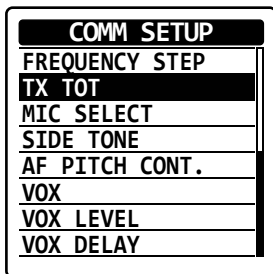 COMM SETUP
FREQUENCY STEP
TX TOT
MIC SELECT
SIDE TONE
AF PITCH CONT.
VOX
VOX LEVEL
VOX DELAY